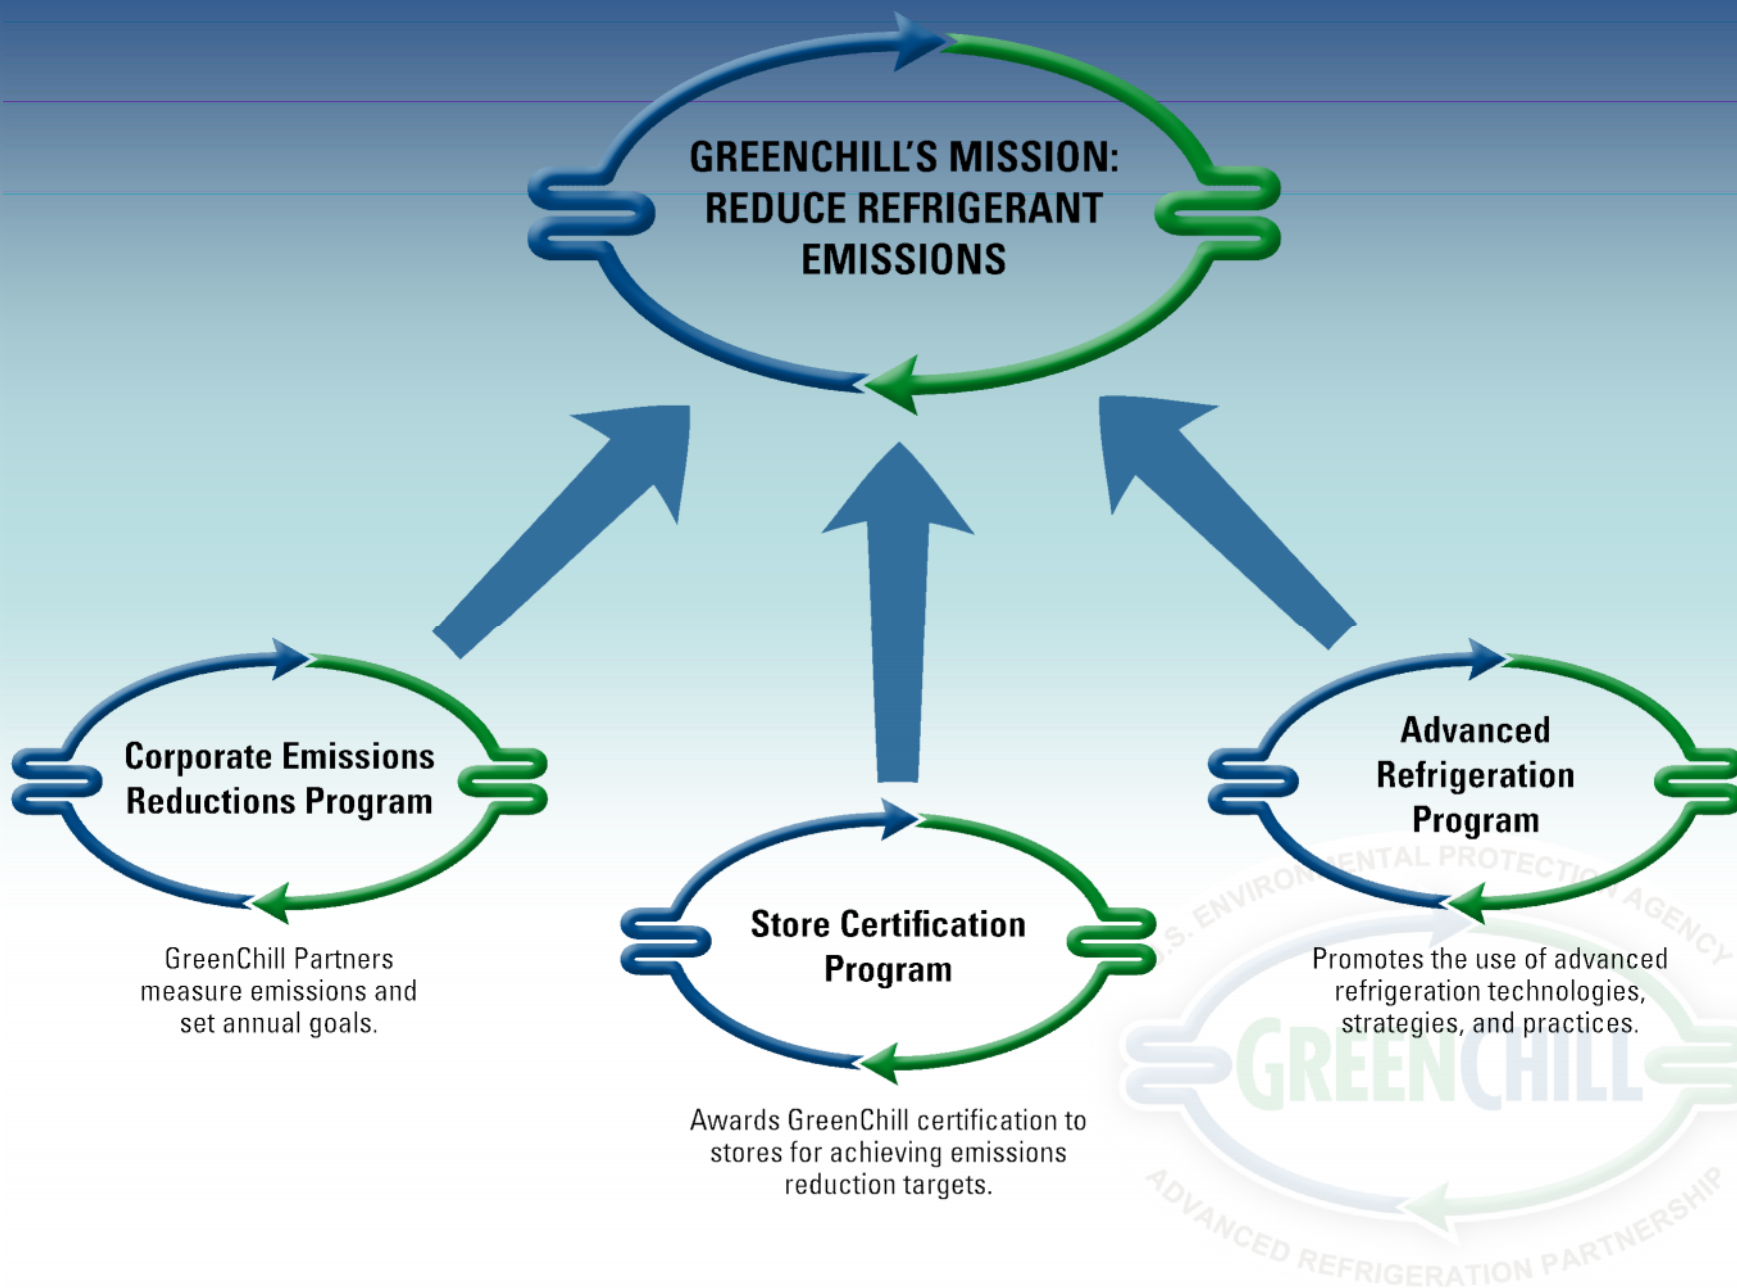 GREENCHILL'S MISSION:
REDUCE REFRIGERANT
EMISSIONS
Corporate Emissions
Reductions Program
GreenChill Partners
measure emissions and
set annual goals.
Store Certification
Program
Awards GreenChill certification to
stores for achieving emissions
reduction targets.
Advanced
Refrigeration
Program
Promotes the use of advanced
refrigeration technologies,
strategies, and practices.
U.S. ENVIRONMENTAL PROTECTION AGENCY
GREENCHILL
ADVANCED REFRIGERATION PARTNERSHIP